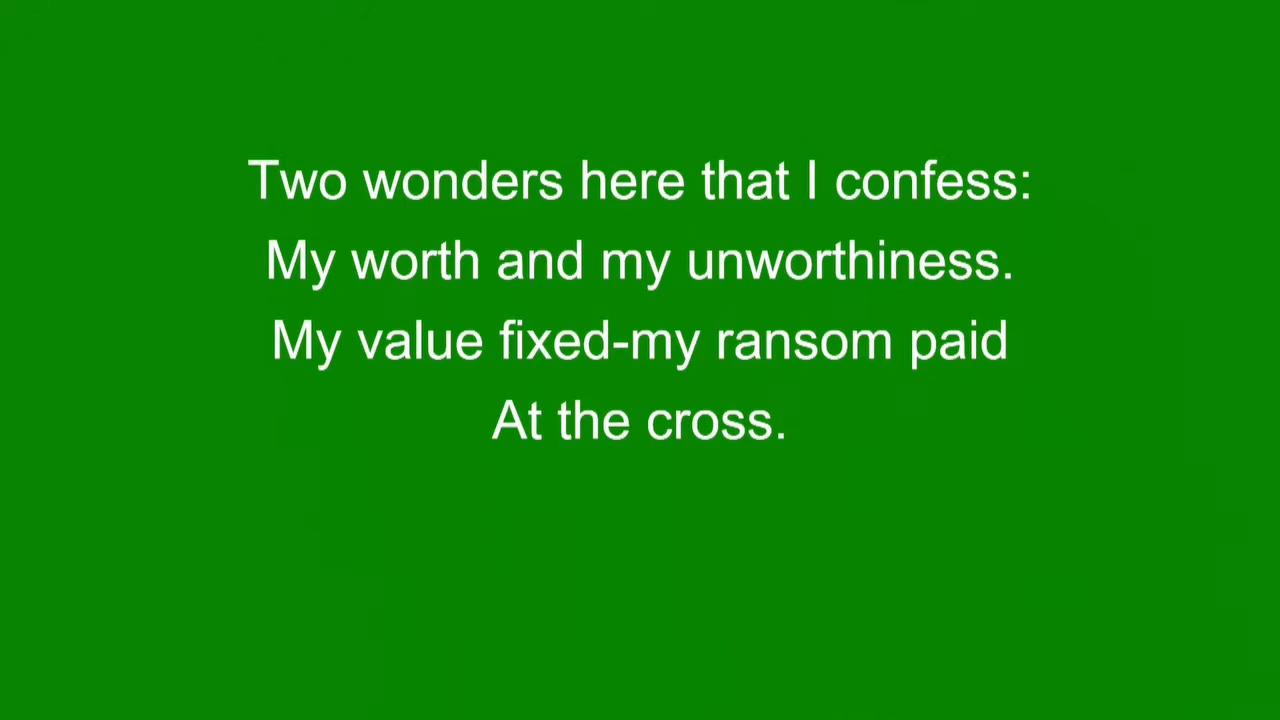 Two wonders here that I confess:
My worth and my unworthiness.
My value fixed-my ransom paid
At the cross.